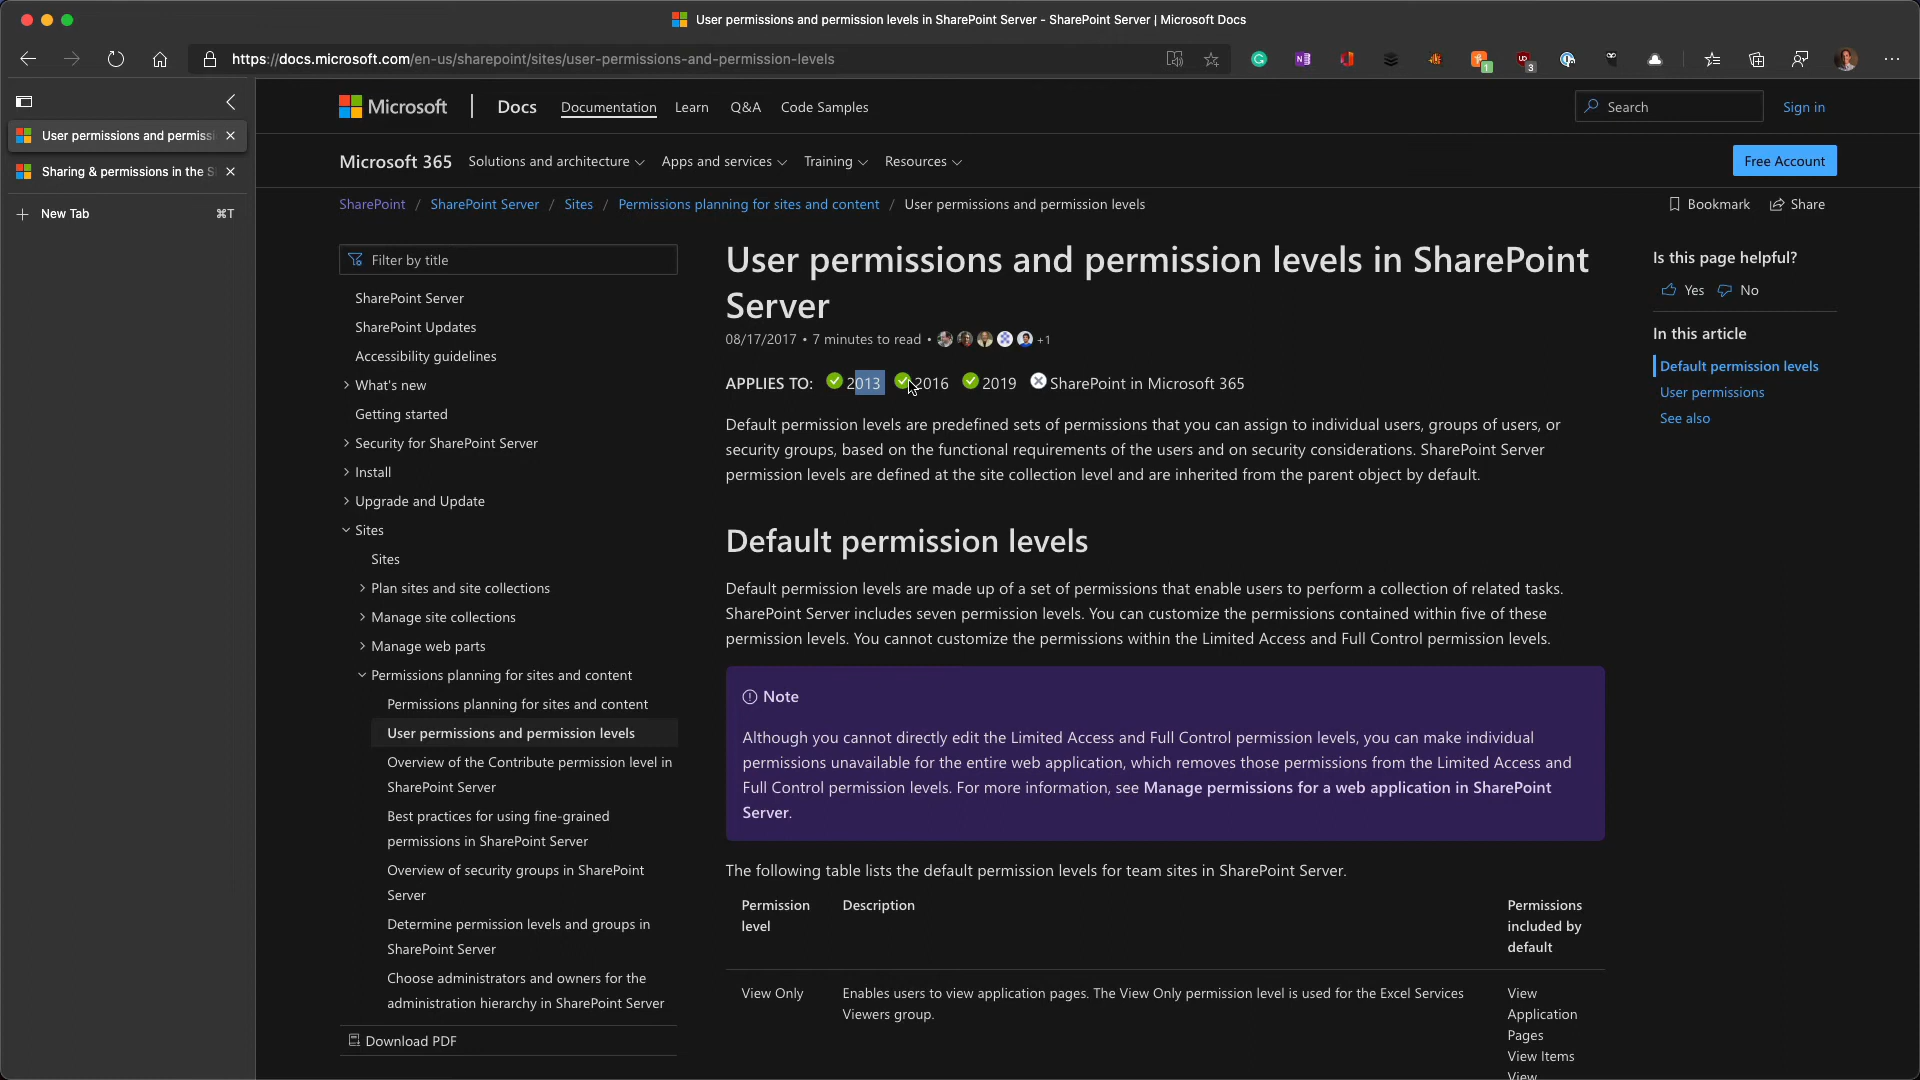 User permissions and permission levels in SharePoint Server - SharePoint Server | Microsoft Docs
https://docs.microsoft.com/en-us/sharepoint/sites/user-permissions-and-permission-levels
1
3
User permissions and permiss
Sharing & permissions in the S
New Tab
⌘T
Microsoft
Docs
Documentation
Learn
Q&A
Code Samples
Search
Sign in
Microsoft 365
Solutions and architecture
Apps and services
Training
Resources
Free Account
SharePoint / SharePoint Server / Sites / Permissions planning for sites and content / User permissions and permission levels
Bookmark
Share
Filter by title
SharePoint Server
SharePoint Updates
Accessibility guidelines
What's new
Getting started
Security for SharePoint Server
Install
Upgrade and Update
Sites
Sites
Plan sites and site collections
Manage site collections
Manage web parts
Permissions planning for sites and content
Permissions planning for sites and content
User permissions and permission levels
Overview of the Contribute permission level in
SharePoint Server
Best practices for using fine-grained
permissions in SharePoint Server
Overview of security groups in SharePoint
Server
Determine permission levels and groups in
SharePoint Server
Choose administrators and owners for the
administration hierarchy in SharePoint Server
Download PDF
User permissions and permission levels in SharePoint
Server
08/17/2017 • 7 minutes to read • +1
APPLIES TO: 2013 2016 2019 SharePoint in Microsoft 365
Default permission levels are predefined sets of permissions that you can assign to individual users, groups of users, or
security groups, based on the functional requirements of the users and on security considerations. SharePoint Server
permission levels are defined at the site collection level and are inherited from the parent object by default.
Default permission levels
Default permission levels are made up of a set of permissions that enable users to perform a collection of related tasks.
SharePoint Server includes seven permission levels. You can customize the permissions contained within five of these
permission levels. You cannot customize the permissions within the Limited Access and Full Control permission levels.
Note
Although you cannot directly edit the Limited Access and Full Control permission levels, you can make individual
permissions unavailable for the entire web application, which removes those permissions from the Limited Access and
Full Control permission levels. For more information, see Manage permissions for a web application in SharePoint
Server.
The following table lists the default permission levels for team sites in SharePoint Server.
Permission
level
Description
Permissions
included by
default
View Only
Enables users to view application pages. The View Only permission level is used for the Excel Services
Viewers group.
View
Application
Pages
View Items
View
Is this page helpful?
Yes
No
In this article
Default permission levels
User permissions
See also